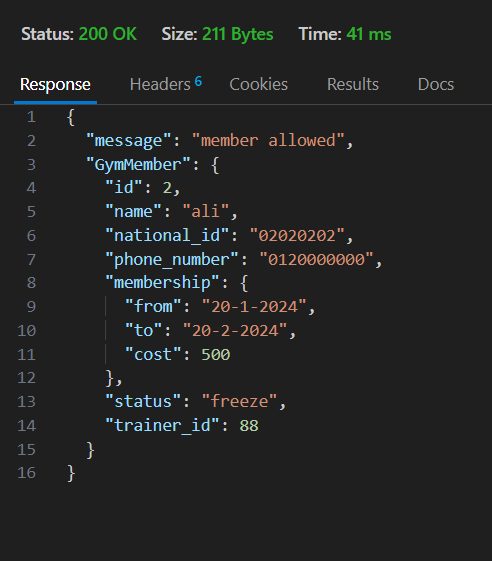 Status: 200 OK Size: 211 Bytes Time: 41 ms
Response Headers 6 Cookies Results Docs
1 {
2 "message": "member allowed",
3 "GymMember": {
4 "id": 2,
5 "name": "ali",
6 "national_id": "02020202",
7 "phone_number": "0120000000",
8 "membership": {
9 "from": "20-1-2024",
10 "to": "20-2-2024",
11 "cost": 500
12 },
13 "status": "freeze",
14 "trainer_id": 88
15 }
16 }